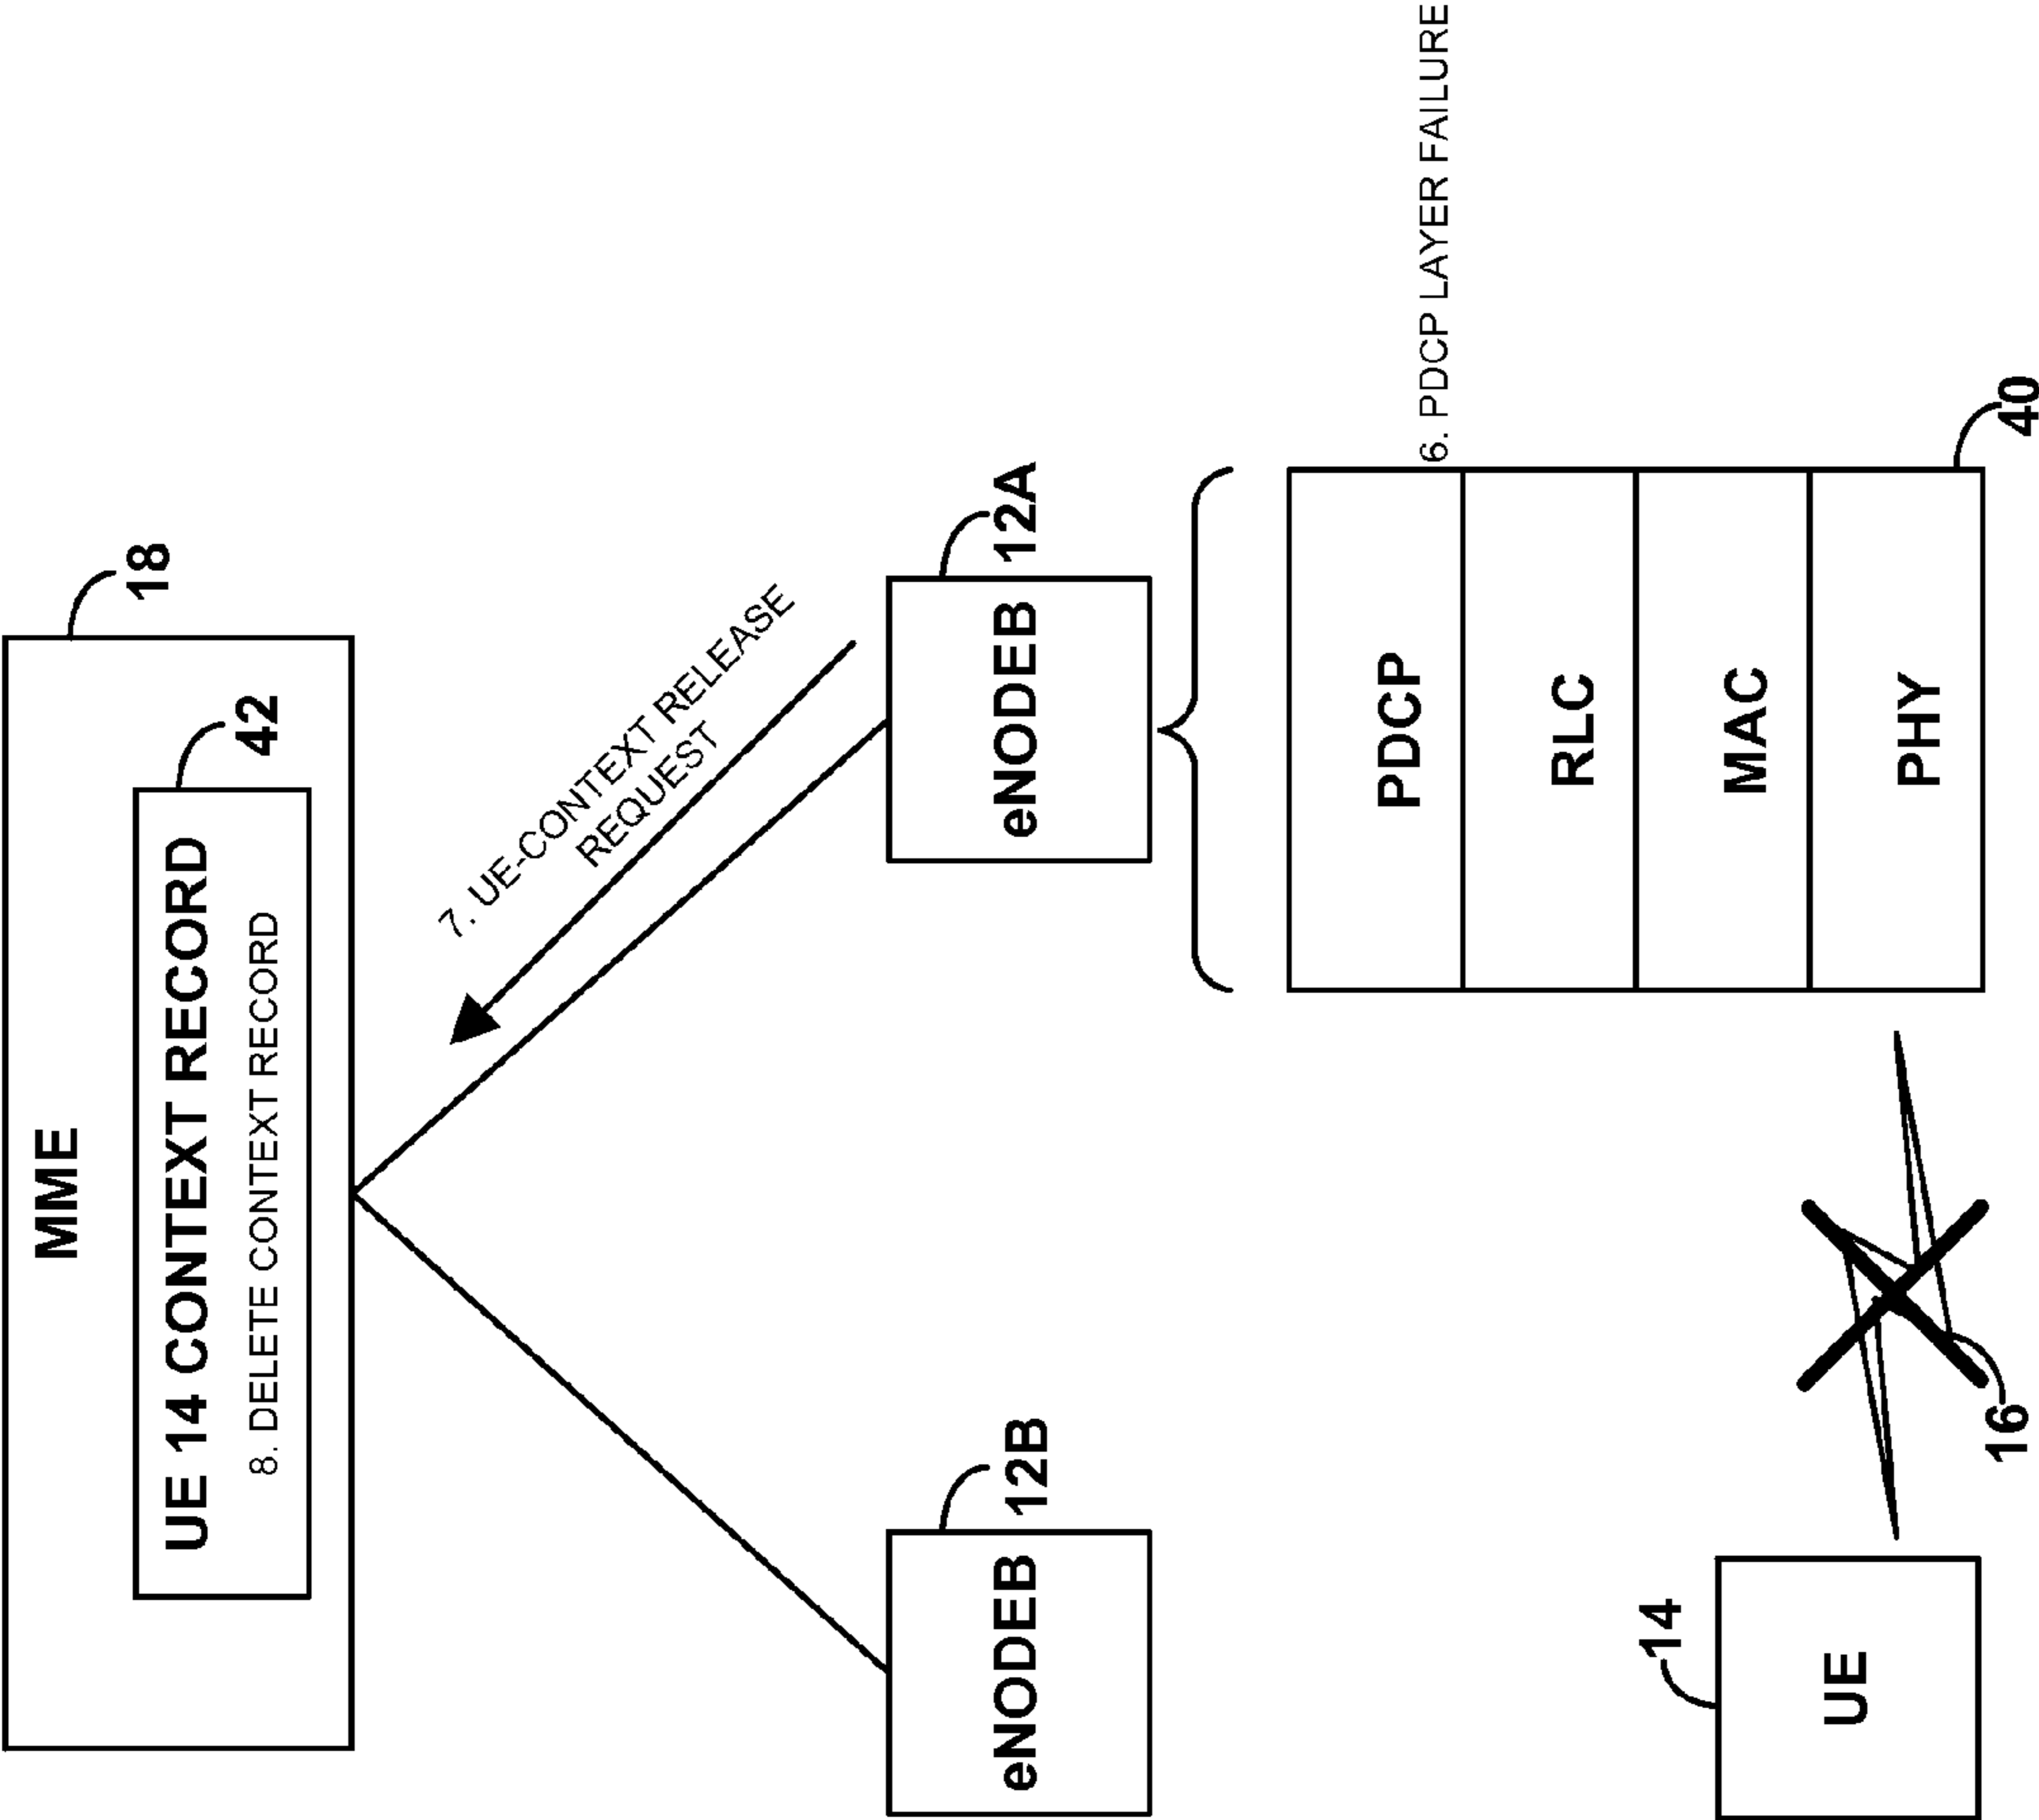 MME
18
UE 14 CONTEXT RECORD
42
8. DELETE CONTEXT RECORD
7. UE-CONTEXT RELEASE
REQUEST
eNODEB
12B
eNODEB
12A
PDCP
6. PDCP LAYER FAILURE
RLC
MAC
PHY
40
14
UE
16